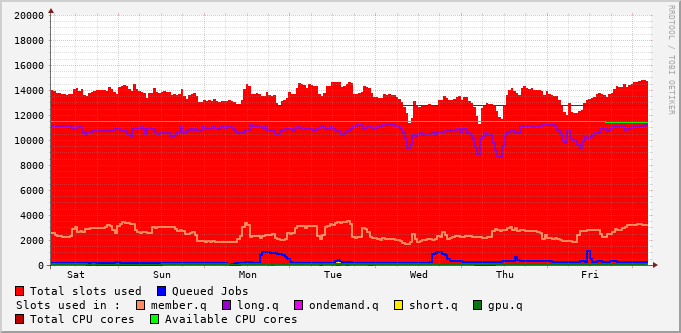 20000
18000
16000
14000
12000
10000
8000
6000
4000
2000
0
Sat Sun Mon Tue Wed Thu Fri
Total slots used Queued Jobs
Slots used in : member.q long.q ondemand.q short.q gpu.q
Total CPU cores Available CPU cores
RRDTOOL / TOBI OETIKER